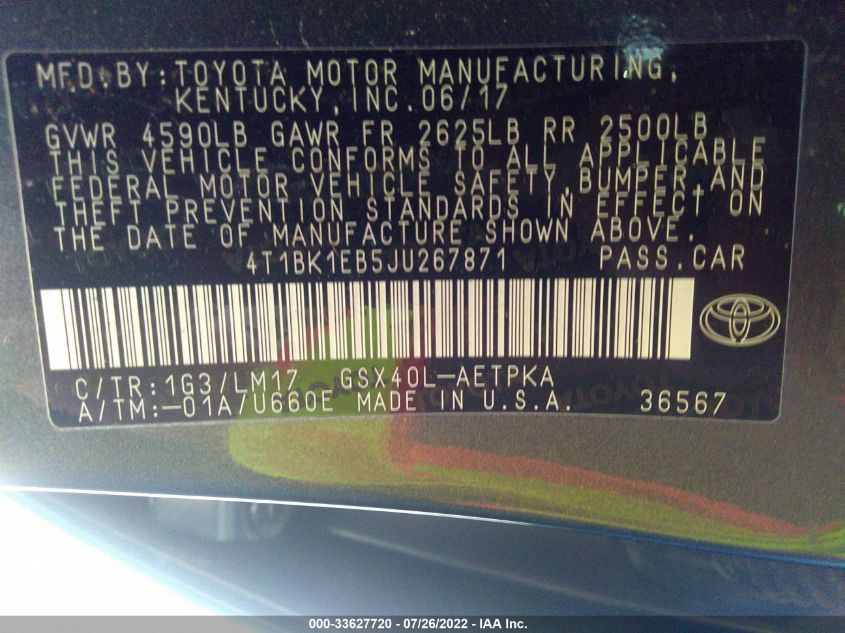 MFD.BY:TOYOTA MOTOR MANUFACTURING,
KENTUCKY,INC.06/17
GVWR 4590LB GAWR FR 2625LB RR 2500LB
THIS VEHICLE CONFORMS TO ALL APPLICABLE
FEDERAL MOTOR VEHICLE SAFETY,BUMPER,AND
THEFT PREVENTION STANDARDS IN EFFECT ON
THE DATE OF MANUFACTURE SHOWN ABOVE.
4T1BK1EB5JU267871 PASS.CAR
C/TR:1G3/LM17 GSX40L-AETPKA
A/TM:-01A/U660E MADE IN U.S.A. 36567
000-33627720 - 07/26/2022 - IAA Inc.